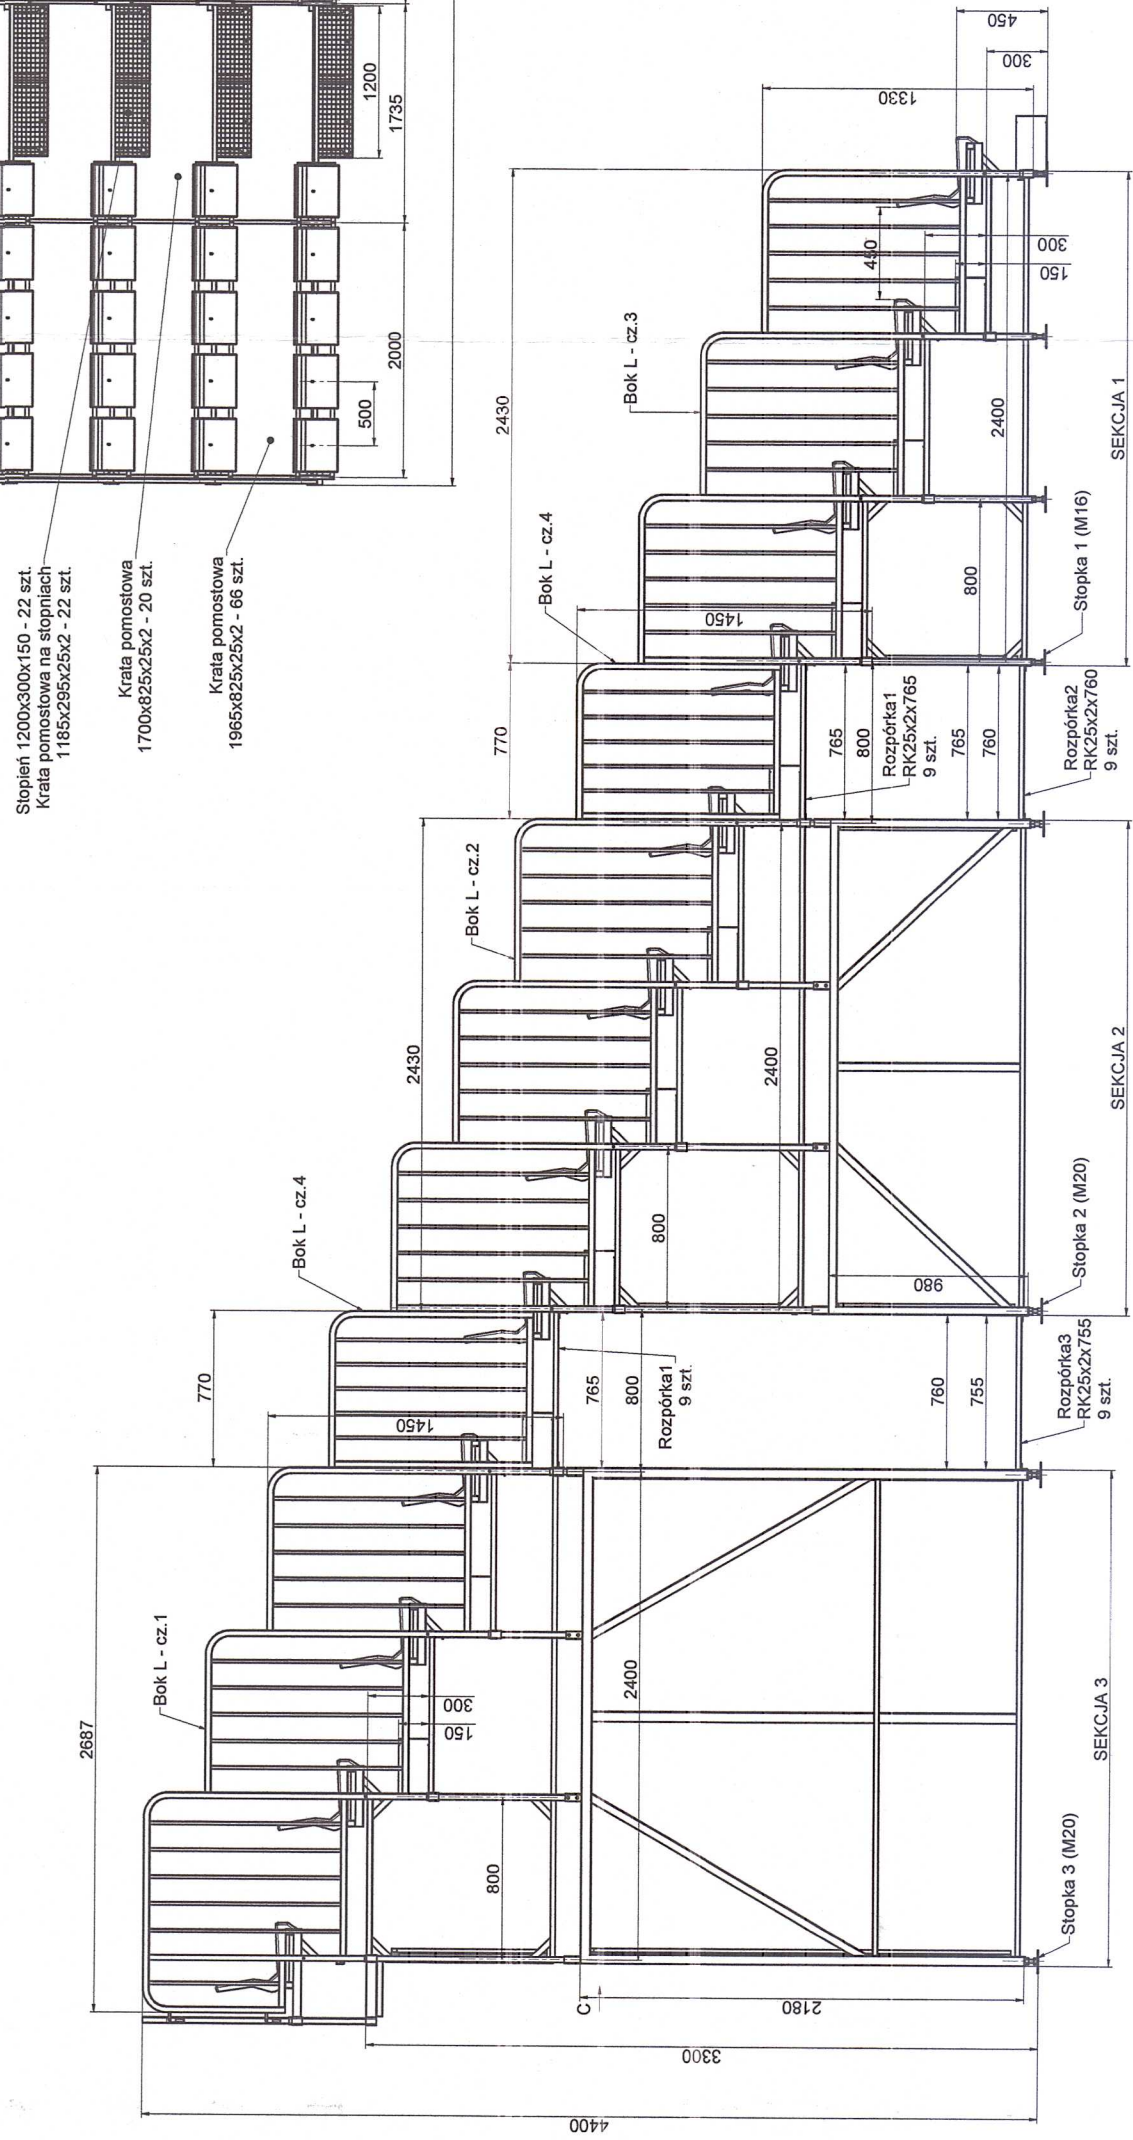 Stopień 1200x300x150 - 22 szt.
Krata pomostowa na stopniach
1185x295x25x2 - 22 szt.
Krata pomostowa
1700x825x25x2 - 20 szt.
Krata pomostowa
1965x825x25x2 - 66 szt.
1200
1735
2000
500
2687
770
2430
770
2430
Bok L - cz.1
Bok L - cz.4
Bok L - cz.2
Bok L - cz.4
Bok L - cz.3
4400
3300
2180
C
800
150
300
2400
1450
765
800
Rozpórka1
9 szt.
760
755
Rozpórka3
RK25x2x755
9 szt.
800
2400
980
1450
765
800
Rozpórka1
RK25x2x765
9 szt.
765
760
Rozpórka2
RK25x2x760
9 szt.
800
2400
450
150
300
1330
300
450
Stopka 3 (M20)
SEKCJA 3
Stopka 2 (M20)
SEKCJA 2
Stopka 1 (M16)
SEKCJA 1